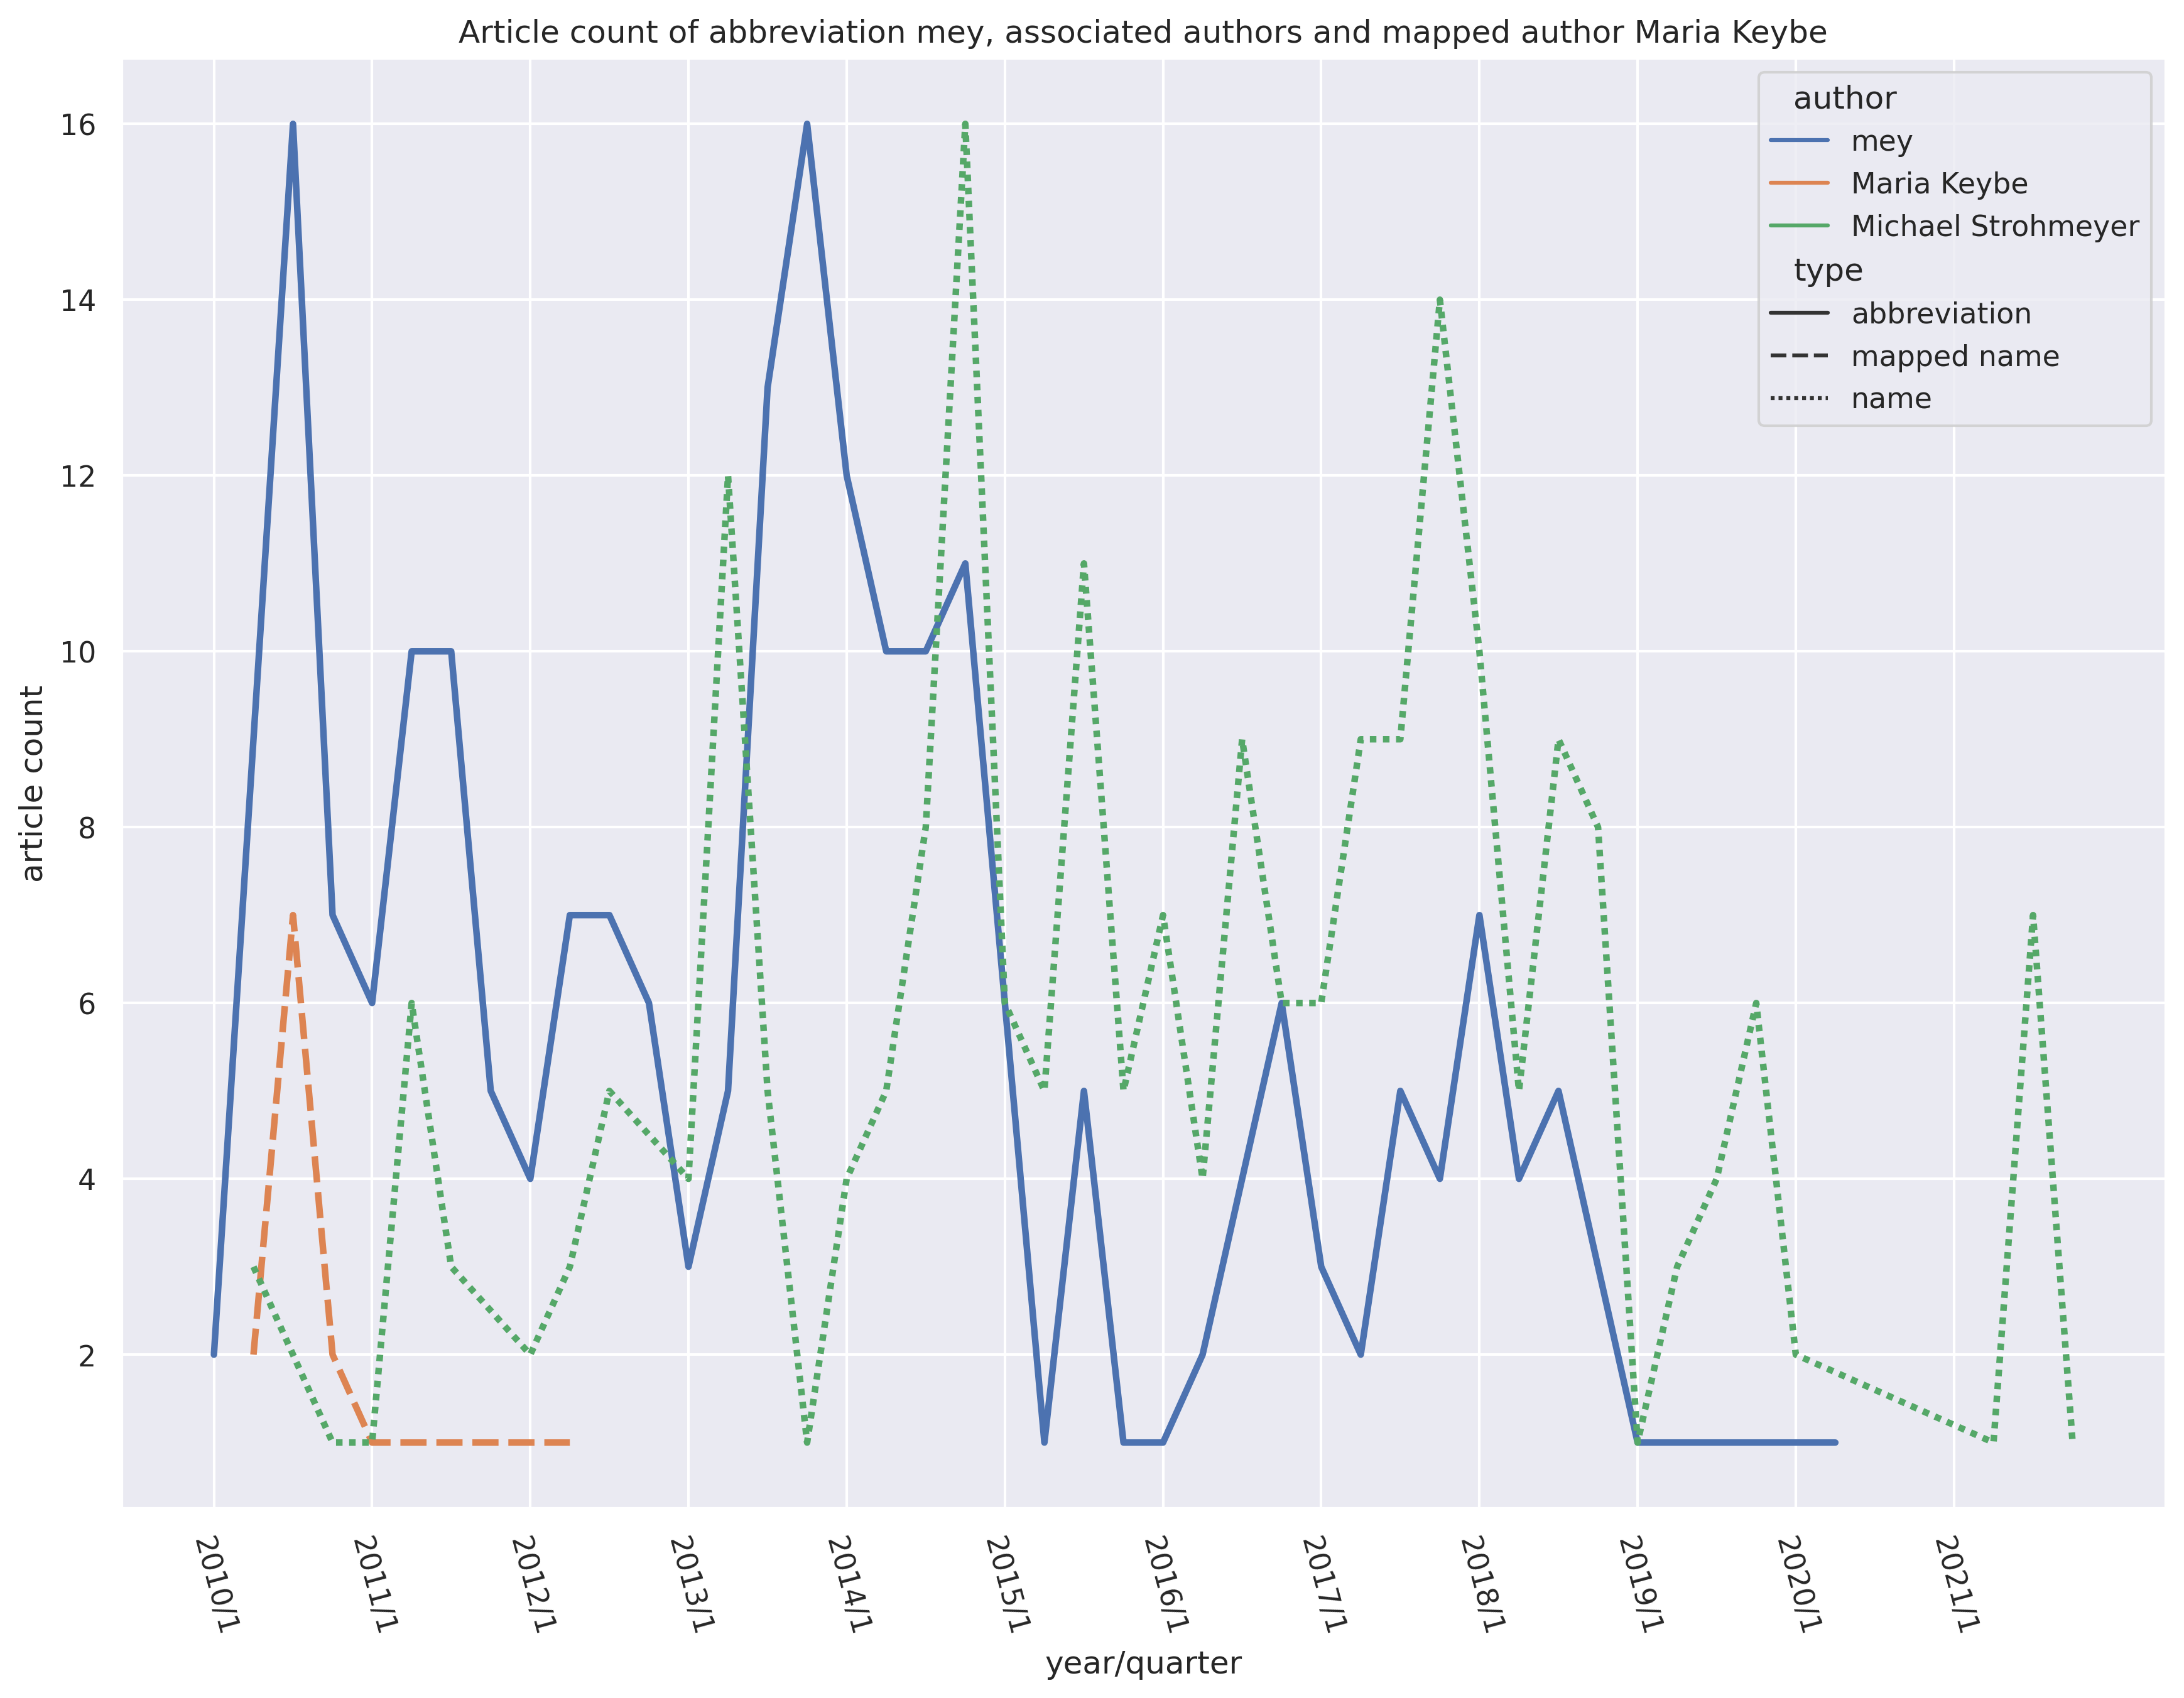 Article count of abbreviation mey, associated authors and mapped author Maria Keybe
author
mey
Maria Keybe
Michael Strohmeyer
type
abbreviation
mapped name
name
article count
16
14
12
10
8
6
4
2
2010/1
2011/1
2012/1
2013/1
2014/1
2015/1
2016/1
2017/1
2018/1
2019/1
2020/1
2021/1
year/quarter